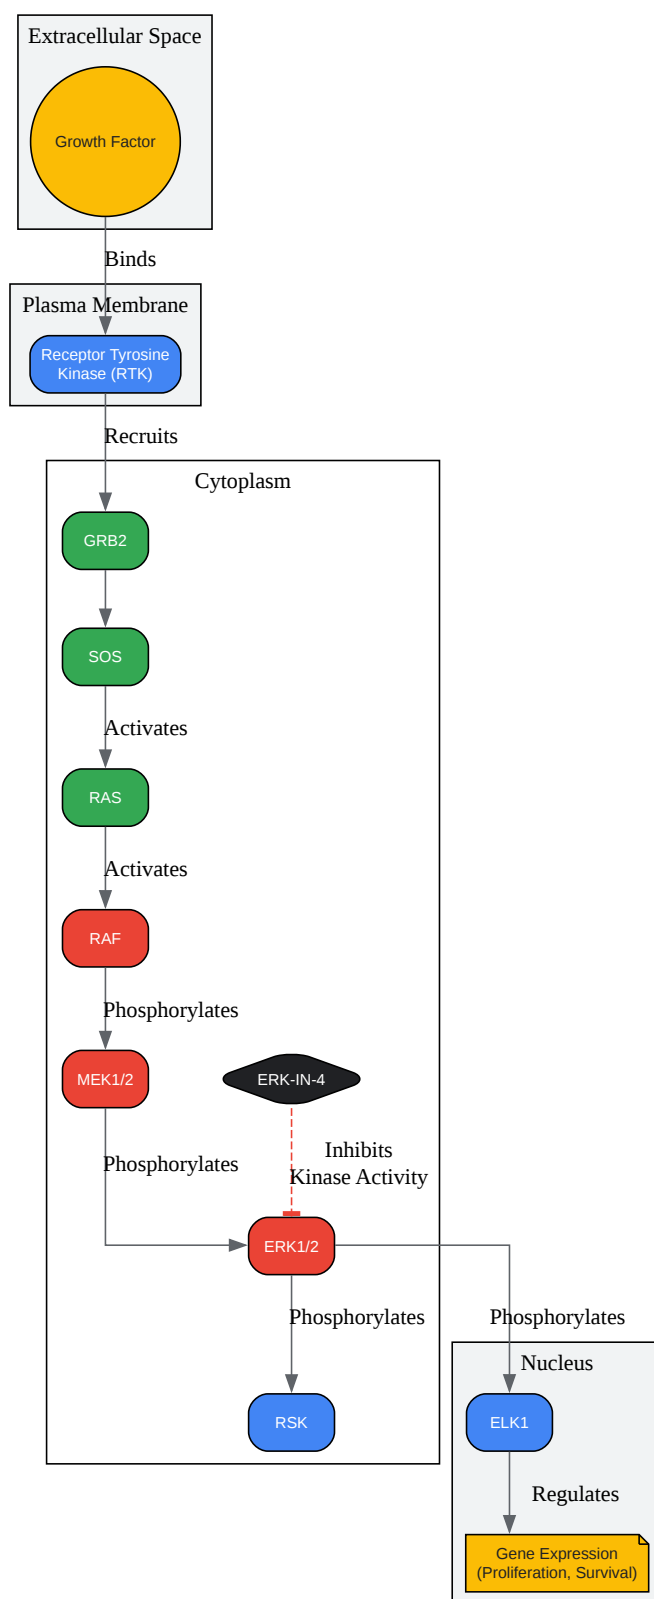 Extracellular Space
Growth Factor
Binds
Plasma Membrane
Receptor Tyrosine
Kinase (RTK)
Recruits
Cytoplasm
GRB2
SOS
Activates
RAS
Activates
RAF
Phosphorylates
MEK1/2
ERK-IN-4
Phosphorylates
Inhibits
Kinase Activity
ERK1/2
Phosphorylates
Phosphorylates
Nucleus
RSK
ELK1
Regulates
Gene Expression
(Proliferation, Survival)